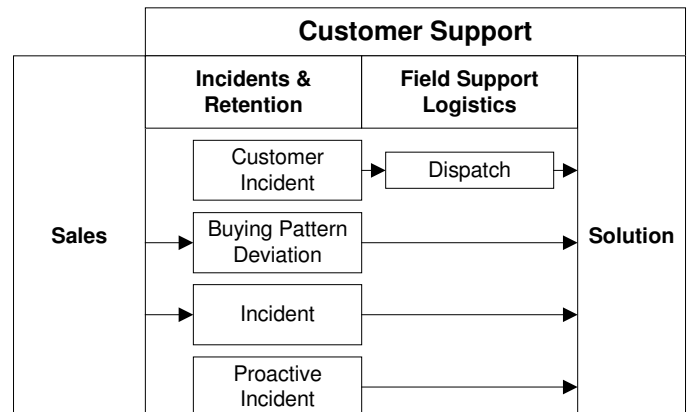 Customer Support
Incidents &
Retention
Field Support
Logistics
Customer
Incident
Dispatch
Sales
Buying Pattern
Deviation
Solution
Incident
Proactive
Incident